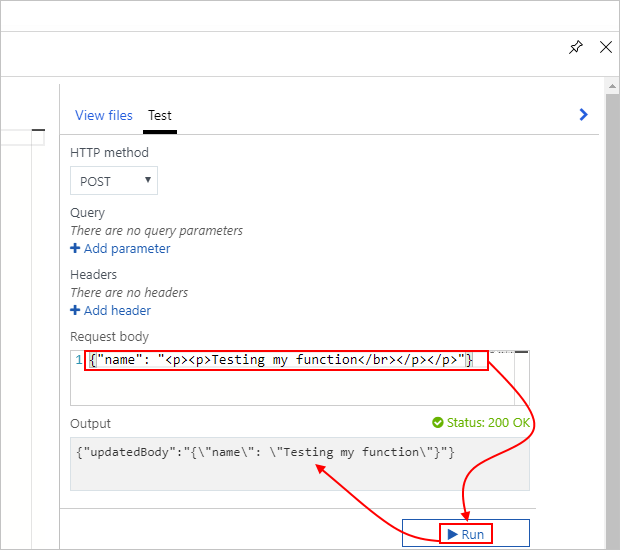 View files Test
HTTP method
POST
Query
There are no query parameters
+ Add parameter
Headers
There are no headers
+ Add header
Request body
1 {"name": "<p><p>Testing my function</br></p></p>"}
Output Status: 200 OK
{"updatedBody":"{\"name\": \"Testing my function\"}"}
Run